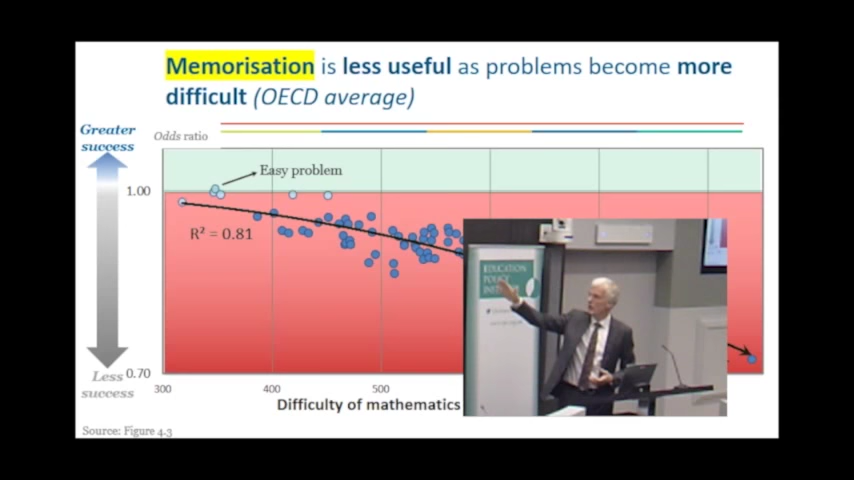 Memorisation is less useful as problems become more
difficult (OECD average)
Greater
success
Odds ratio
Easy problem
1.00
R² = 0.81
EDUCATION
POLICY
Less
success
0.70
300
400
500
Difficulty of mathematics
Source: Figure 4.3